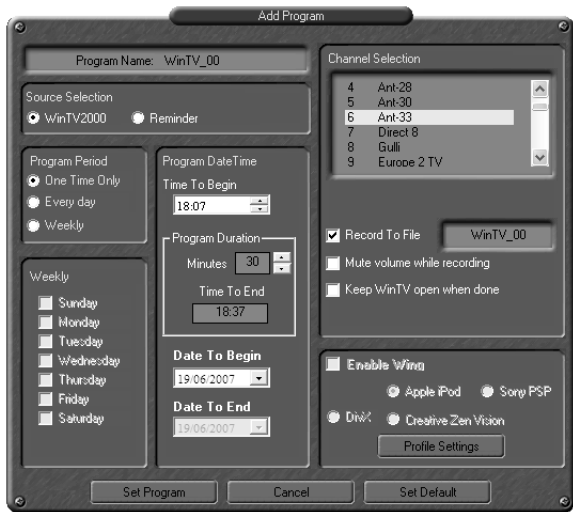 Add Program
Program Name: WinTV_00
Source Selection
WinTV2000 Reminder
Program Period
One Time Only
Every day
Weekly
Weekly
Sunday
Monday
Tuesday
Wednesday
Thursday
Friday
Saturday
Program DateTime
Time To Begin
18:07
Program Duration
Minutes 30
Time To End
18:37
Date To Begin
19/06/2007
Date To End
19/06/2007
Channel Selection
4 Ant-28
5 Ant-30
6 Ant-33
7 Direct 8
8 Gulli
9 Europe 2 TV
Record To File WinTV_00
Mute volume while recording
Keep WinTV open when done
Enable Wing
Apple iPod Sony PSP
DivX Creative Zen Vision
Profile Settings
Set Program Cancel Set Default